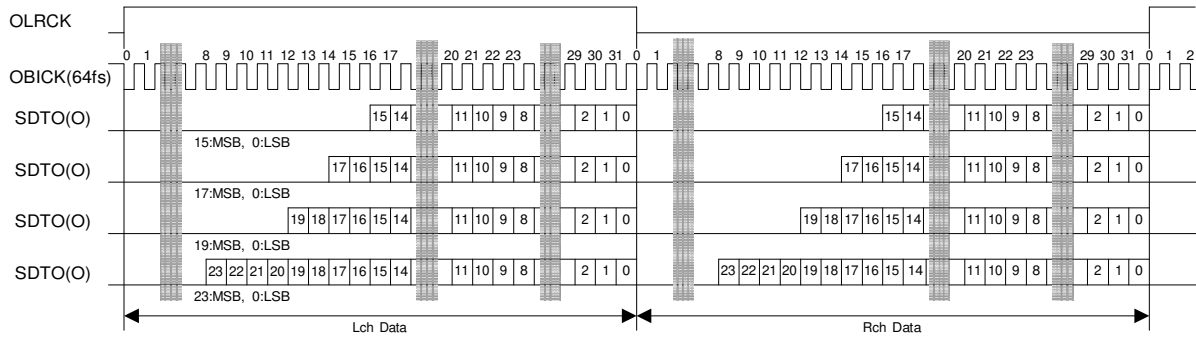 OLRCK
0 1 8 9 10 11 12 13 14 15 16 17 20 21 22 23 29 30 31 0 1 8 9 10 11 12 13 14 15 16 17 20 21 22 23 29 30 31 0 1 2
OBICK(64fs)
SDTO(O) 15 14 11 10 9 8 2 1 0 15 14 11 10 9 8 2 1 0
15:MSB, 0:LSB
SDTO(O) 17 16 15 14 11 10 9 8 2 1 0 17 16 15 14 11 10 9 8 2 1 0
17:MSB, 0:LSB
SDTO(O) 19 18 17 16 15 14 11 10 9 8 2 1 0 19 18 17 16 15 14 11 10 9 8 2 1 0
19:MSB, 0:LSB
SDTO(O) 23 22 21 20 19 18 17 16 15 14 11 10 9 8 2 1 0 23 22 21 20 19 18 17 16 15 14 11 10 9 8 2 1 0
23:MSB, 0:LSB
Lch Data Rch Data